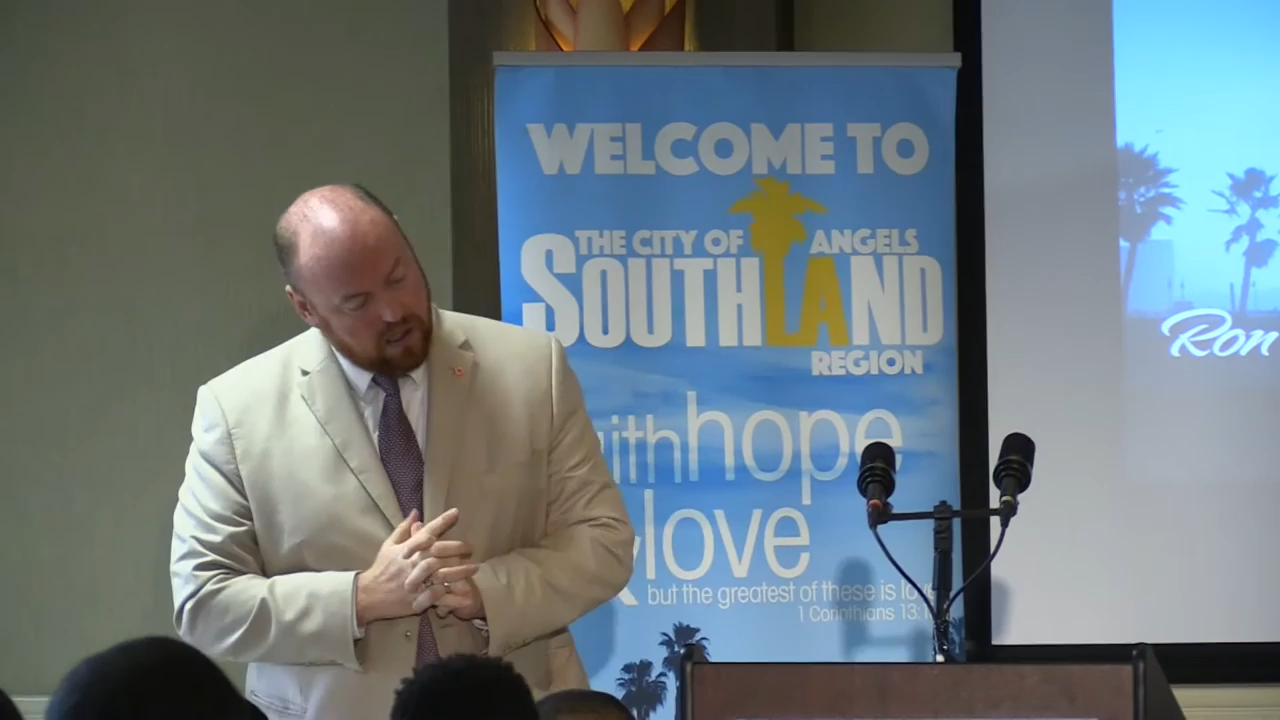 WELCOME TO
THE CITY OF ANGELS
SOUTHLAND
REGION
hope
love
but the greatest of these is
1 Corinthians
Ron